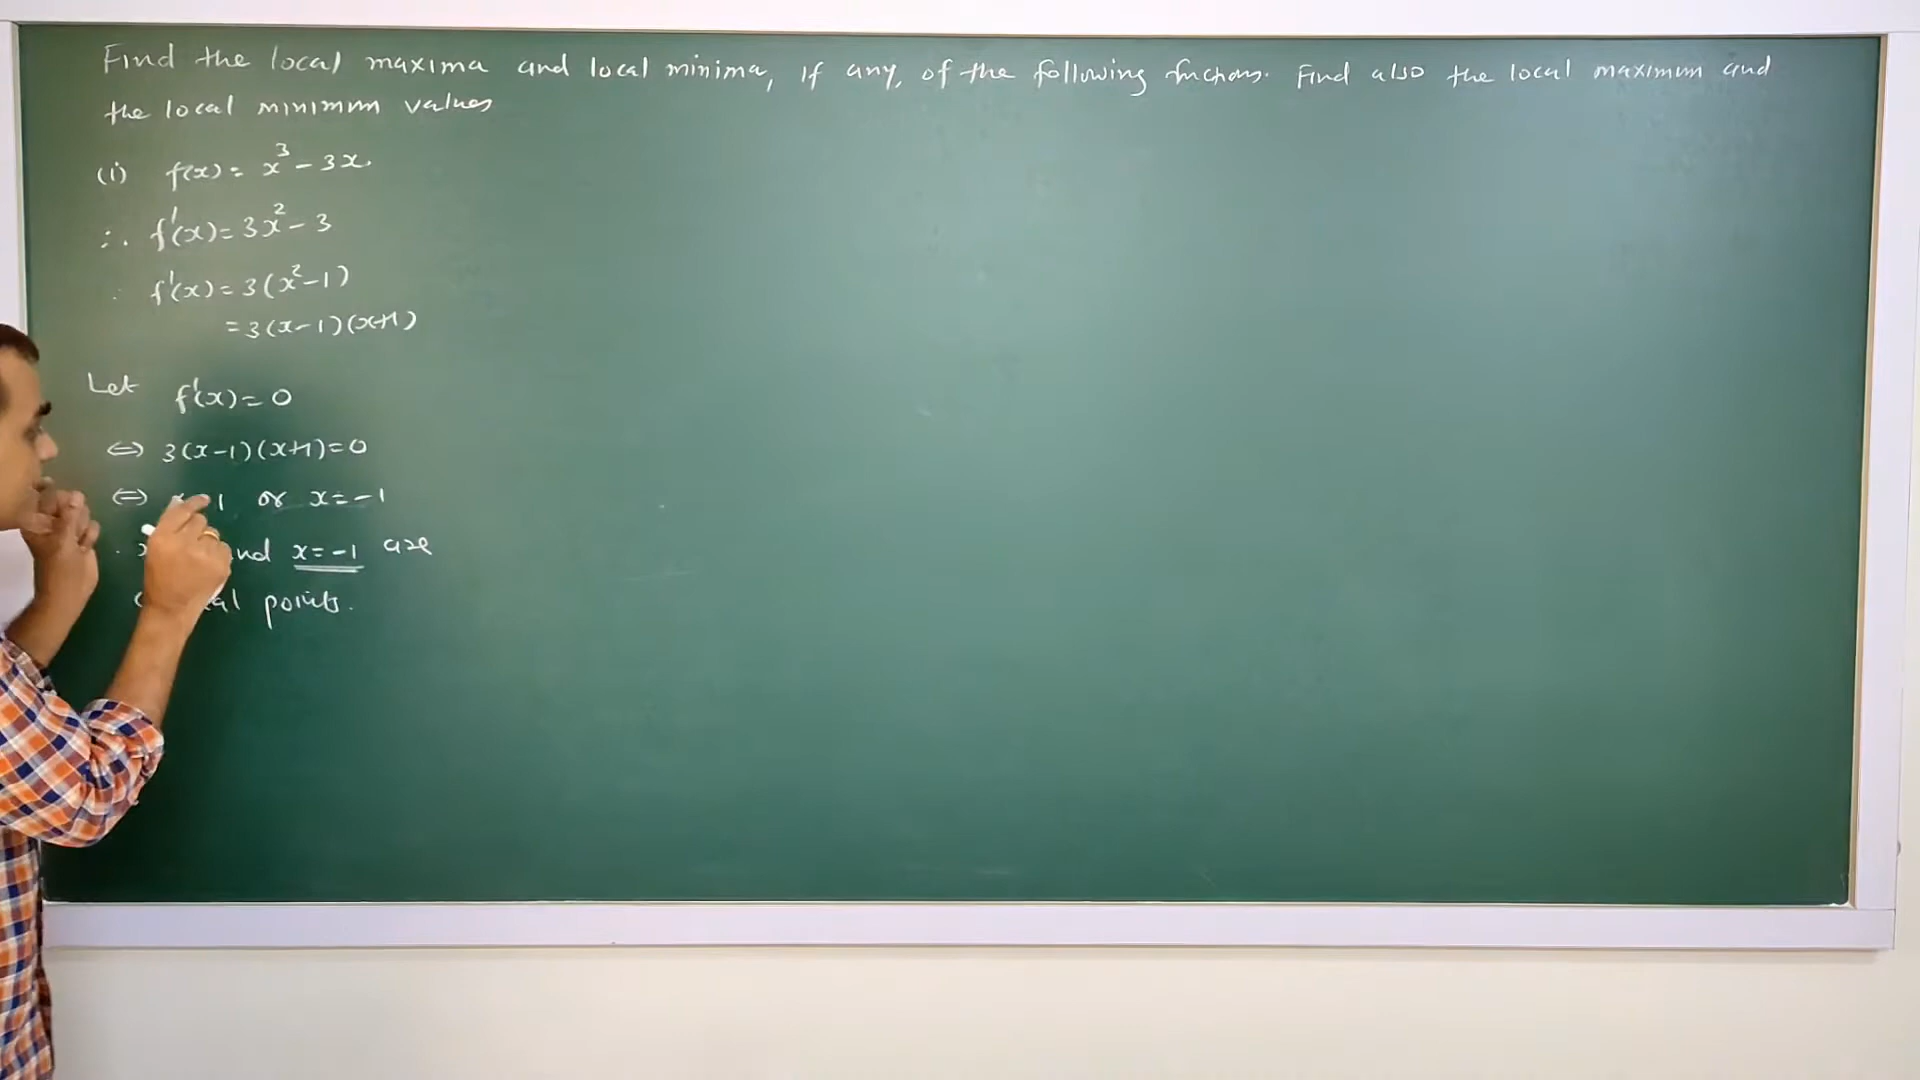 Find the local maxima and local minima, if any, of the following functions. Find also the local maximum and
the local minimum values
(i) f(x) = x³ - 3x.
∴ f'(x) = 3x² - 3
∴ f'(x) = 3(x² - 1)
= 3(x-1)(x+1)
Let f'(x) = 0
⇔ 3(x-1)(x+1) = 0
⇔ 1 or x = -1
and x = -1 are
points.